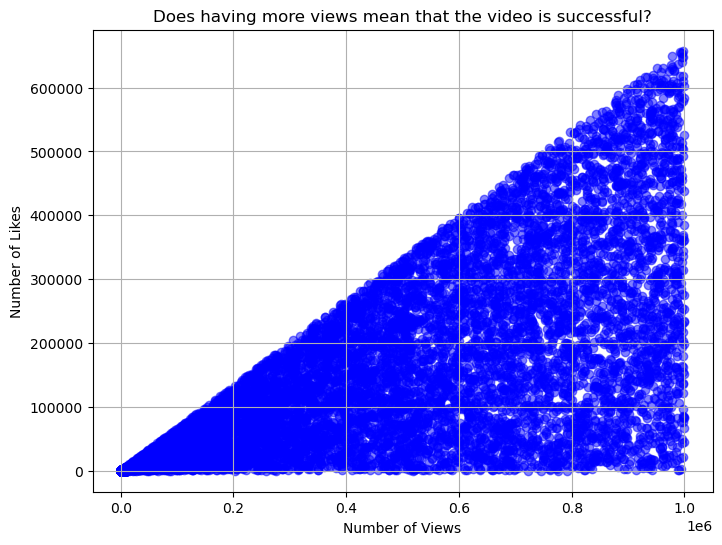 Does having more views mean that the video is successful?
Number of Likes
600000
500000
400000
300000
200000
100000
0
0.0 0.2 0.4 0.6 0.8 1.0
1e6
Number of Views